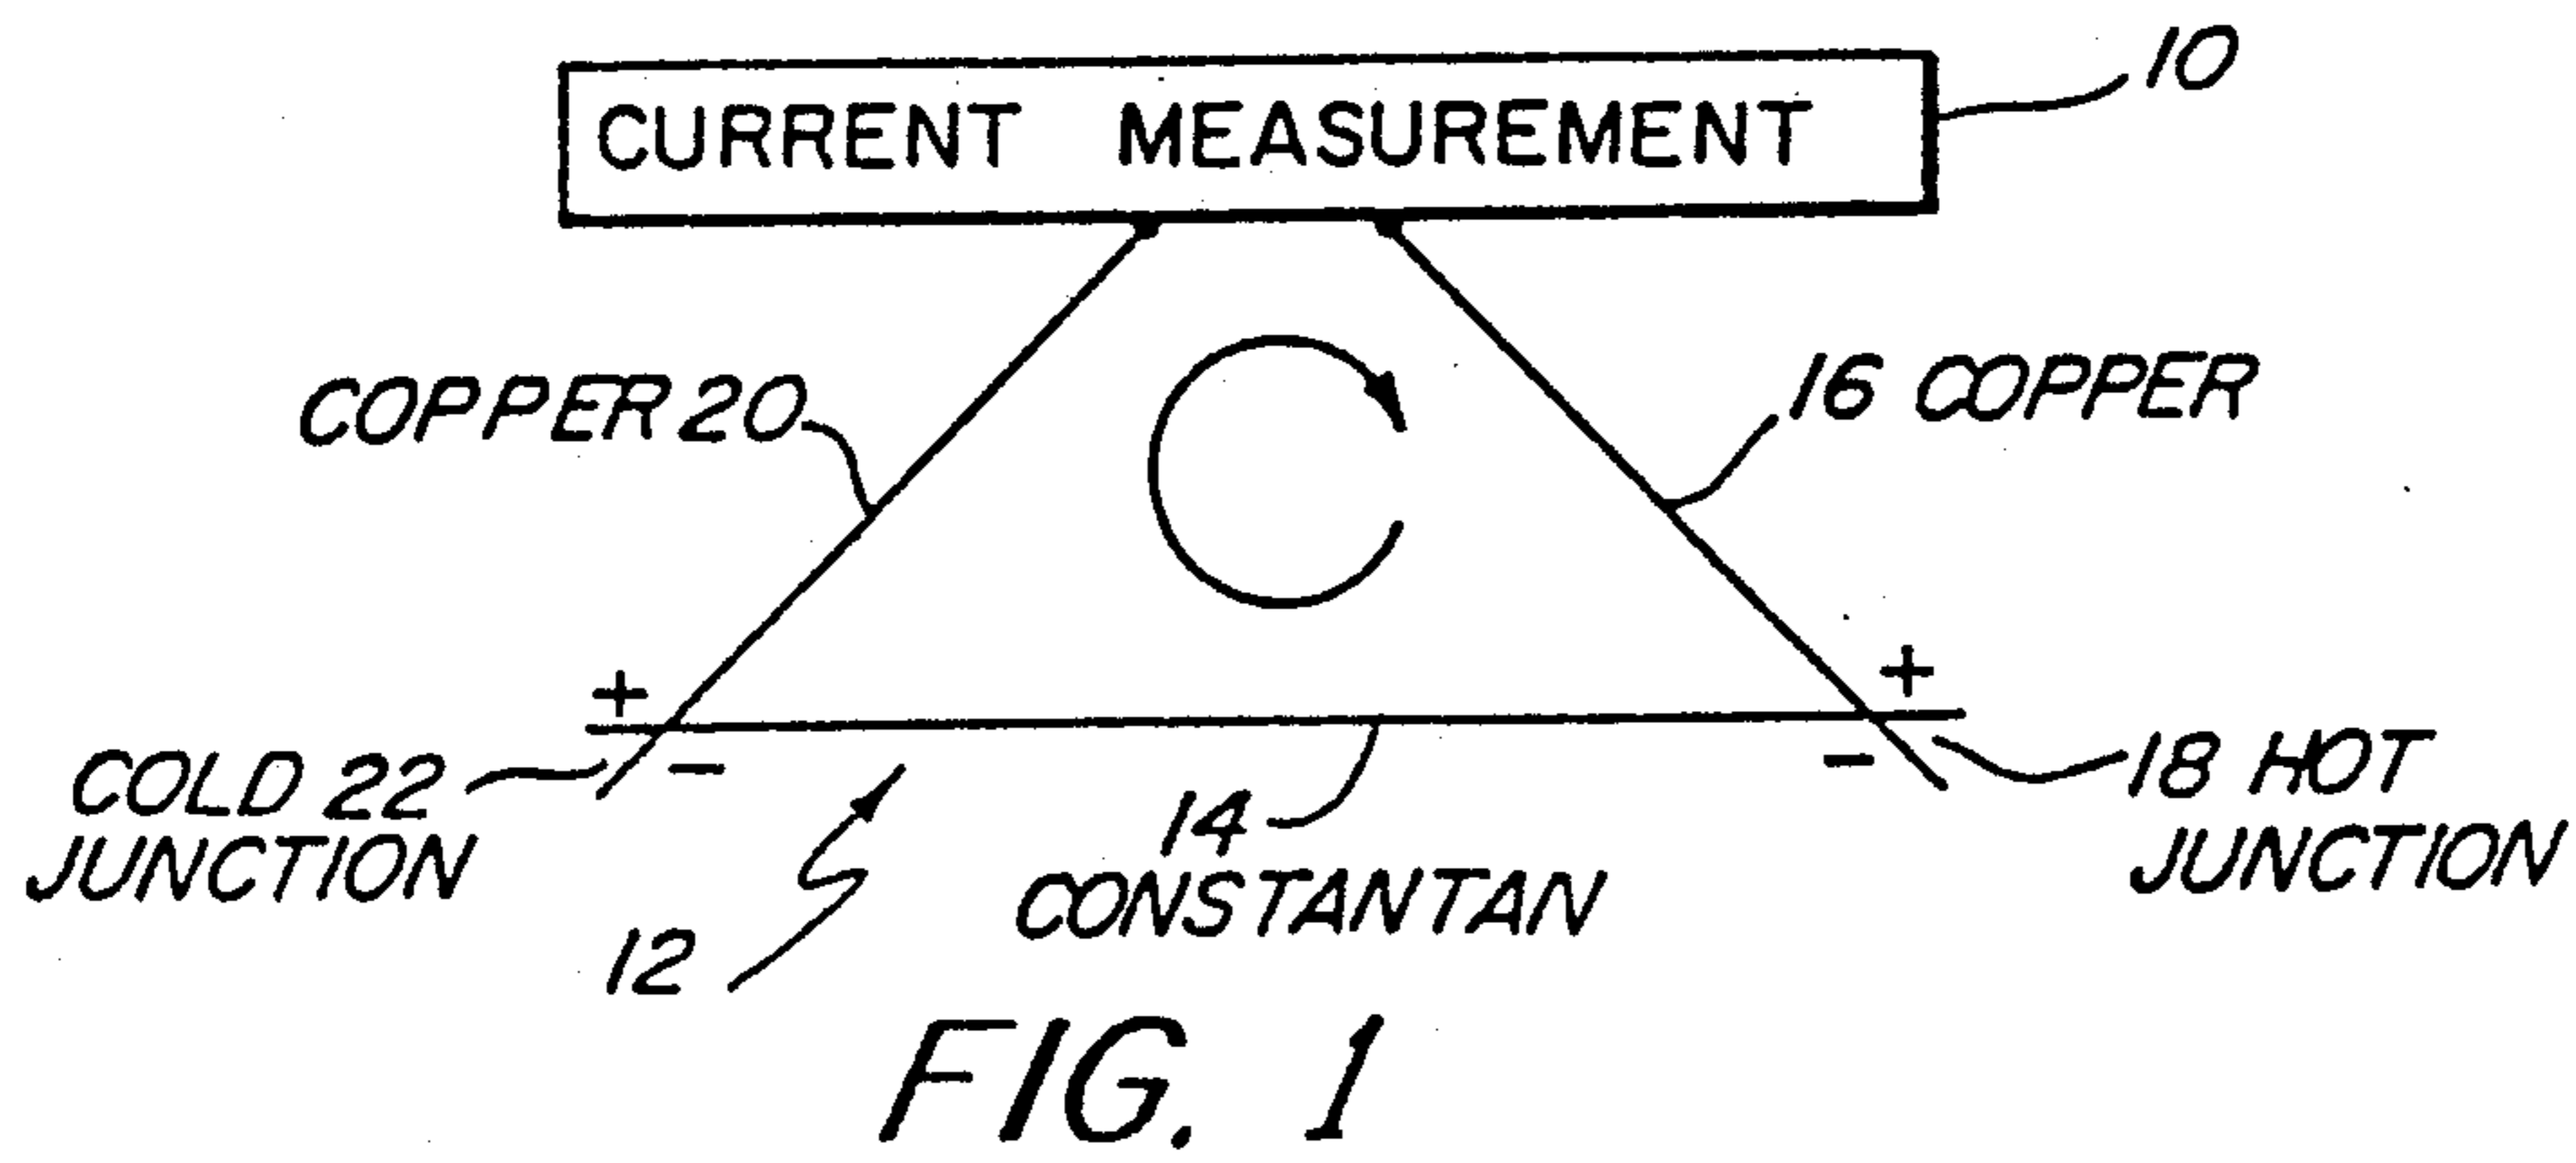 CURRENT MEASUREMENT
10
COPPER 20
16 COPPER
+
+
-
-
COLD 22
JUNCTION
18 HOT
JUNCTION
14
CONSTANTAN
12
FIG. 1